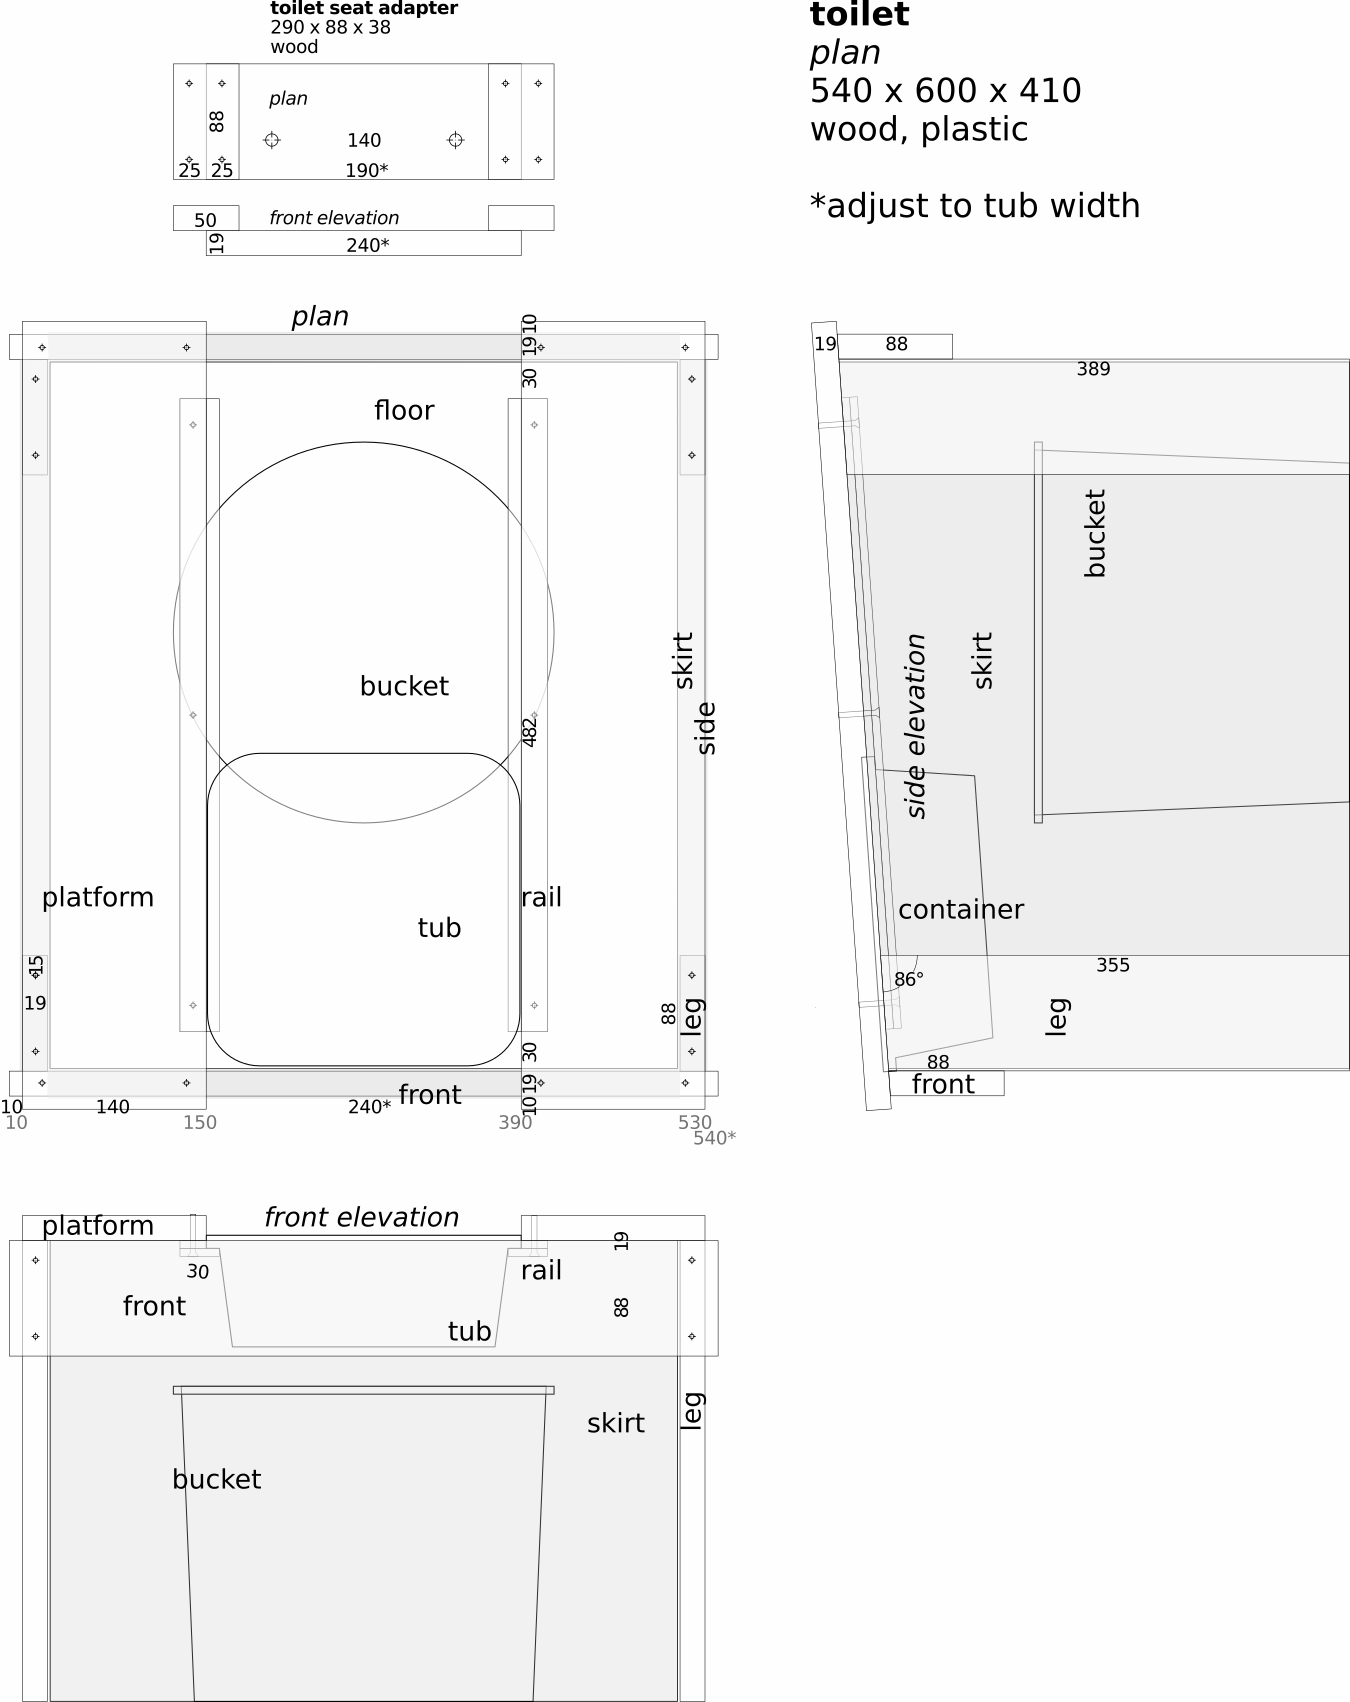 toilet seat adapter
290 x 88 x 38
wood
plan
88
140
25
25
190*
50
front elevation
19
240*
toilet
plan
540 x 600 x 410
wood, plastic
*adjust to tub width
plan
10
19
30
floor
bucket
482
skirt
side
platform
rail
tub
15
19
88
leg
30
19
10
front
10
140
240*
10
150
390
530
540*
19
88
389
bucket
skirt
side elevation
container
355
86°
leg
88
front
front elevation
platform
19
30
rail
front
88
tub
leg
skirt
bucket